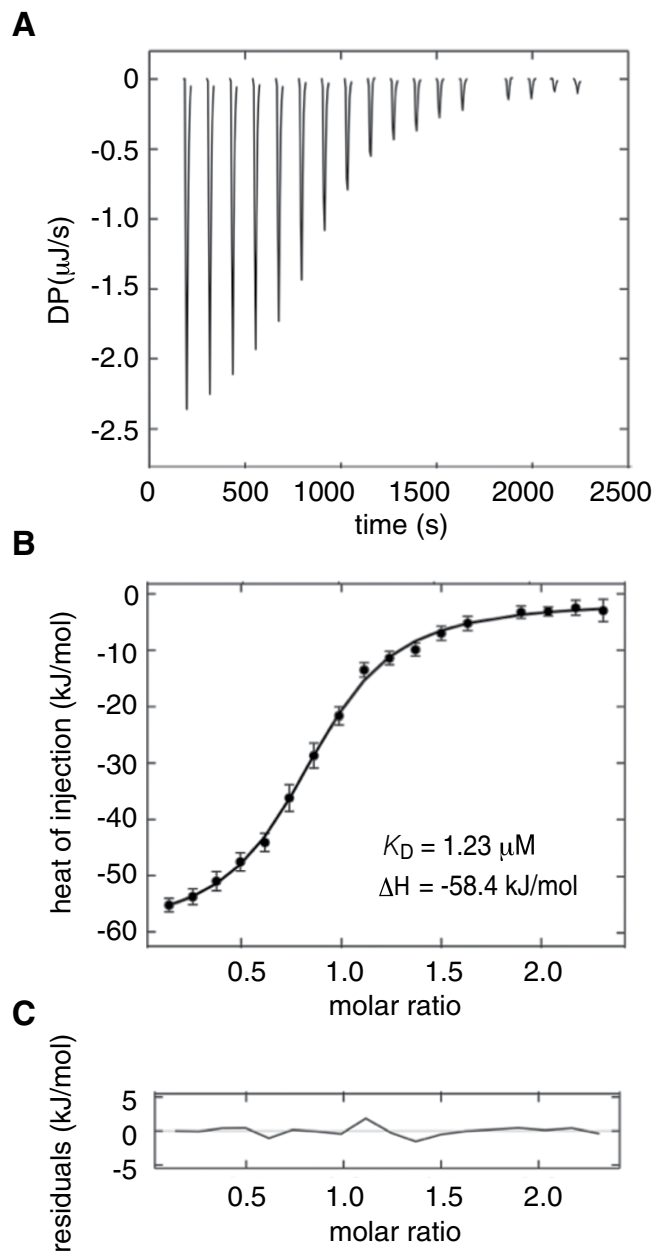 A
0
-0.5
-1.0
-1.5
-2.0
-2.5
DP(μJ/s)
0 500 1000 1500 2000 2500
time (s)
B
0
-10
-20
-30
-40
-50
-60
heat of injection (kJ/mol)
KD = 1.23 μM
ΔH = -58.4 kJ/mol
0.5 1.0 1.5 2.0
molar ratio
C
5
0
-5
residuals (kJ/mol)
0.5 1.0 1.5 2.0
molar ratio